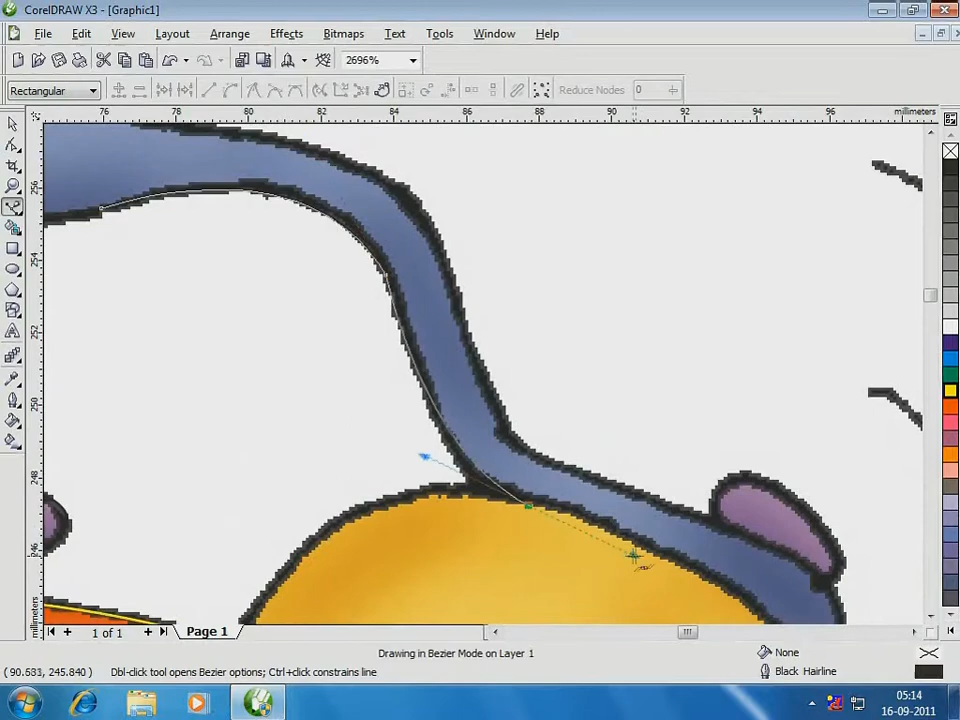 CorelDRAW X3 - [Graphic1]
File Edit View Layout Arrange Effects Bitmaps Text Tools Window Help
2696%
Rectangular Reduce Nodes 0
76 78 80 82 84 86 88 90 92 94 96 millimeters
256
254
252
250
248
246
millimeters
1 of 1 Page 1
Drawing in Bezier Mode on Layer 1 None
(90.633, 245.840) Dbl-click tool opens Bezier options; Ctrl+click constrains line Black Hairline
05:14
16-09-2011